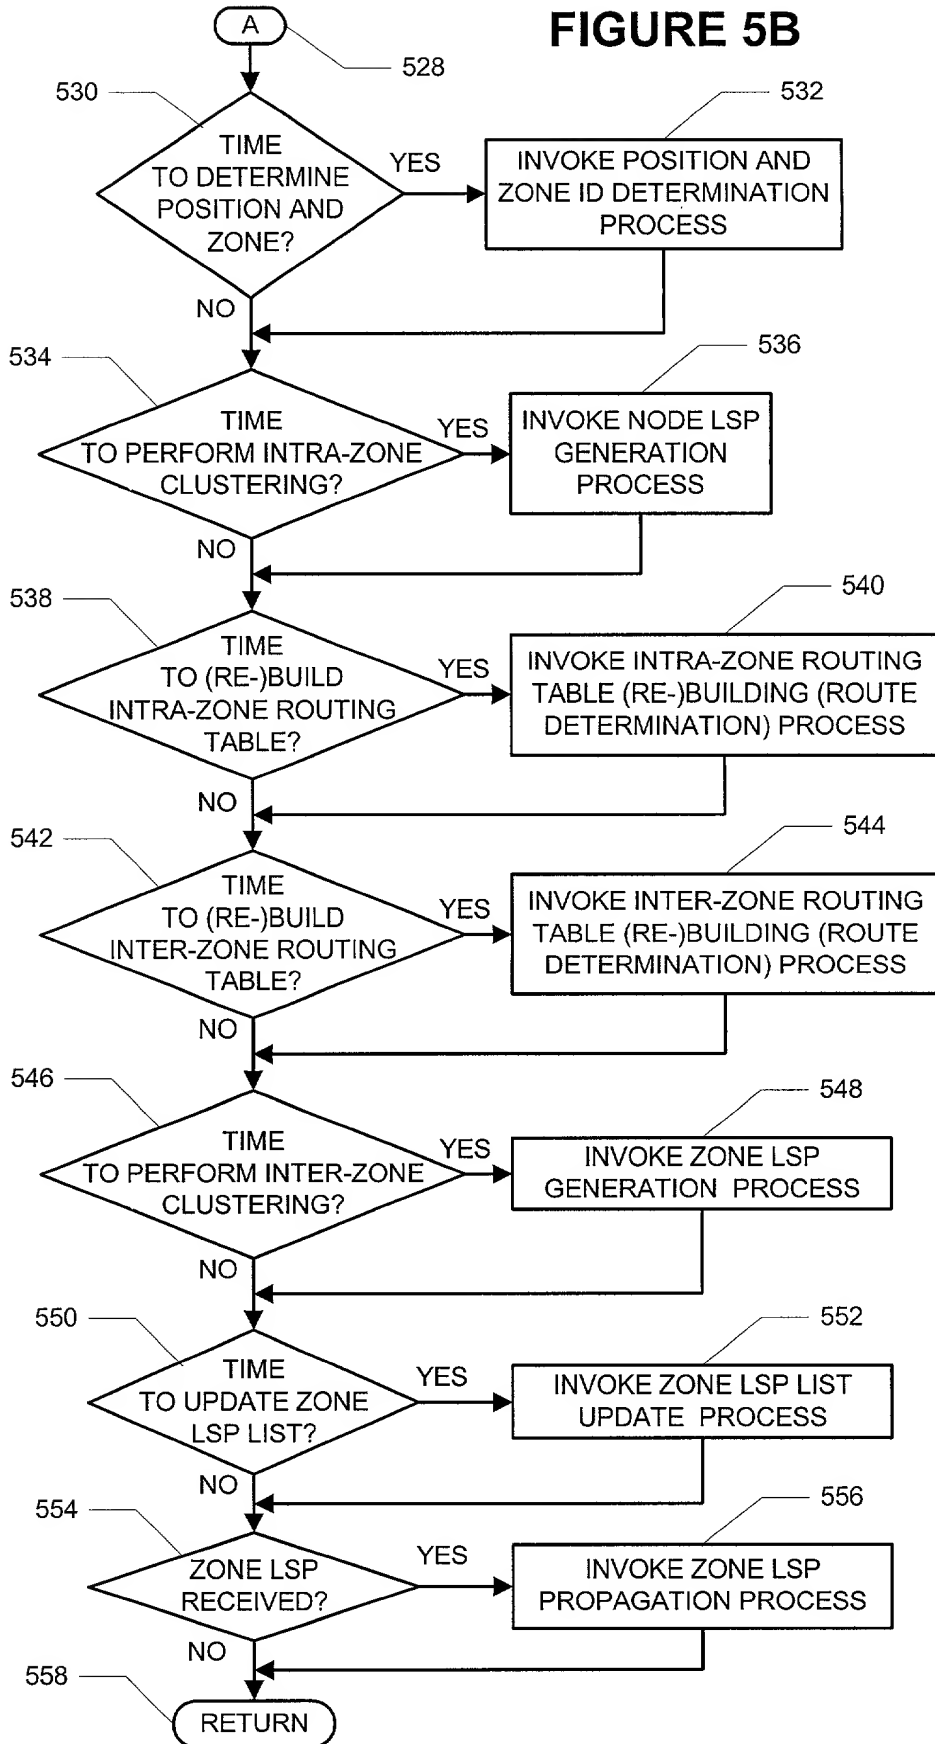 FIGURE 5B
A
528
530
TIME
TO DETERMINE
POSITION AND
ZONE?
YES
532
INVOKE POSITION AND
ZONE ID DETERMINATION
PROCESS
NO
534
TIME
TO PERFORM INTRA-ZONE
CLUSTERING?
YES
536
INVOKE NODE LSP
GENERATION
PROCESS
NO
538
TIME
TO (RE-)BUILD
INTRA-ZONE ROUTING
TABLE?
YES
540
INVOKE INTRA-ZONE ROUTING
TABLE (RE-)BUILDING (ROUTE
DETERMINATION) PROCESS
NO
542
TIME
TO (RE-)BUILD
INTER-ZONE ROUTING
TABLE?
YES
544
INVOKE INTER-ZONE ROUTING
TABLE (RE-)BUILDING (ROUTE
DETERMINATION) PROCESS
NO
546
TIME
TO PERFORM INTER-ZONE
CLUSTERING?
YES
548
INVOKE ZONE LSP
GENERATION PROCESS
NO
550
TIME
TO UPDATE ZONE
LSP LIST?
YES
552
INVOKE ZONE LSP LIST
UPDATE PROCESS
NO
554
ZONE LSP
RECEIVED?
YES
556
INVOKE ZONE LSP
PROPAGATION PROCESS
NO
558
RETURN